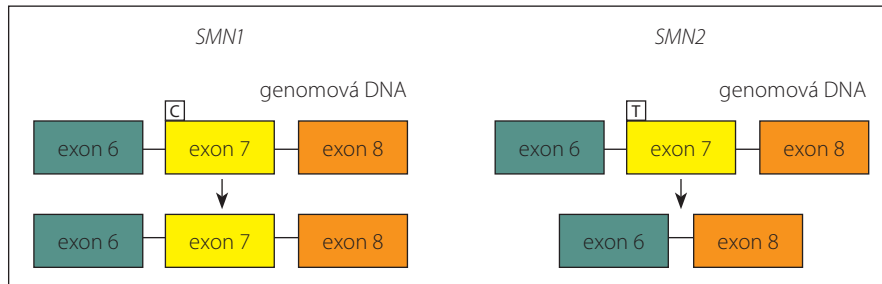 SMN1
genomová DNA
C
exon 6 exon 7 exon 8
exon 6 exon 7 exon 8
SMN2
genomová DNA
T
exon 6 exon 7 exon 8
exon 6 exon 8